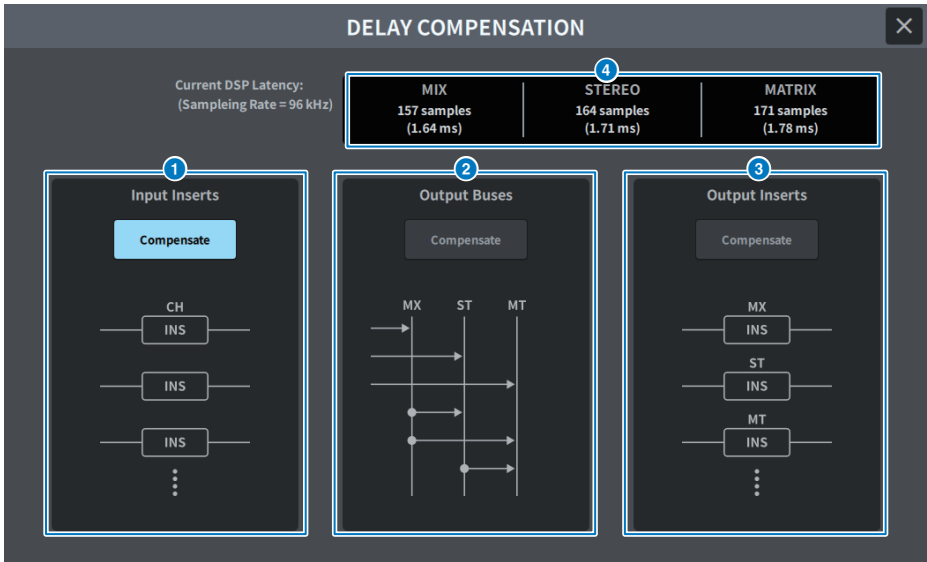 DELAY COMPENSATION
Current DSP Latency:
(Sampleing Rate = 96 kHz)
4
MIX
157 samples
(1.64 ms)
STEREO
164 samples
(1.71 ms)
MATRIX
171 samples
(1.78 ms)
1
Input Inserts
Compensate
CH
INS
INS
INS
2
Output Buses
Compensate
MX ST MT
3
Output Inserts
Compensate
MX
INS
ST
INS
MT
INS